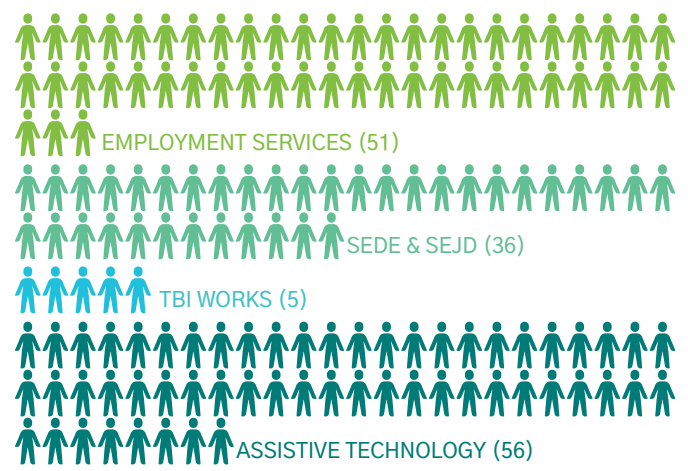 EMPLOYMENT SERVICES (51)
SEDE & SEJD (36)
TBI WORKS (5)
ASSISTIVE TECHNOLOGY (56)